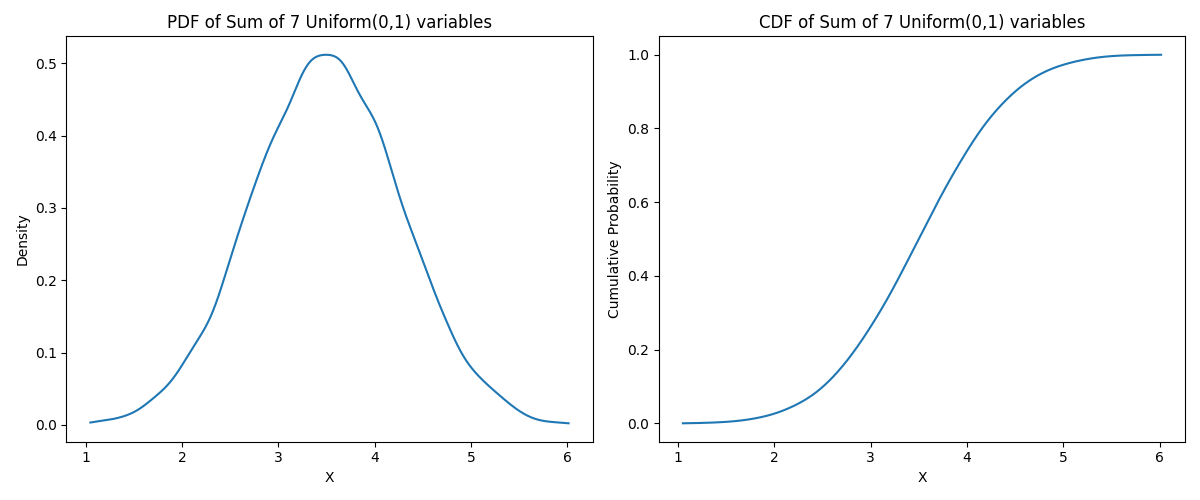 PDF of Sum of 7 Uniform(0,1) variables
Density
0.5
0.4
0.3
0.2
0.1
0.0
1 2 3 4 5 6
X
CDF of Sum of 7 Uniform(0,1) variables
Cumulative Probability
1.0
0.8
0.6
0.4
0.2
0.0
1 2 3 4 5 6
X